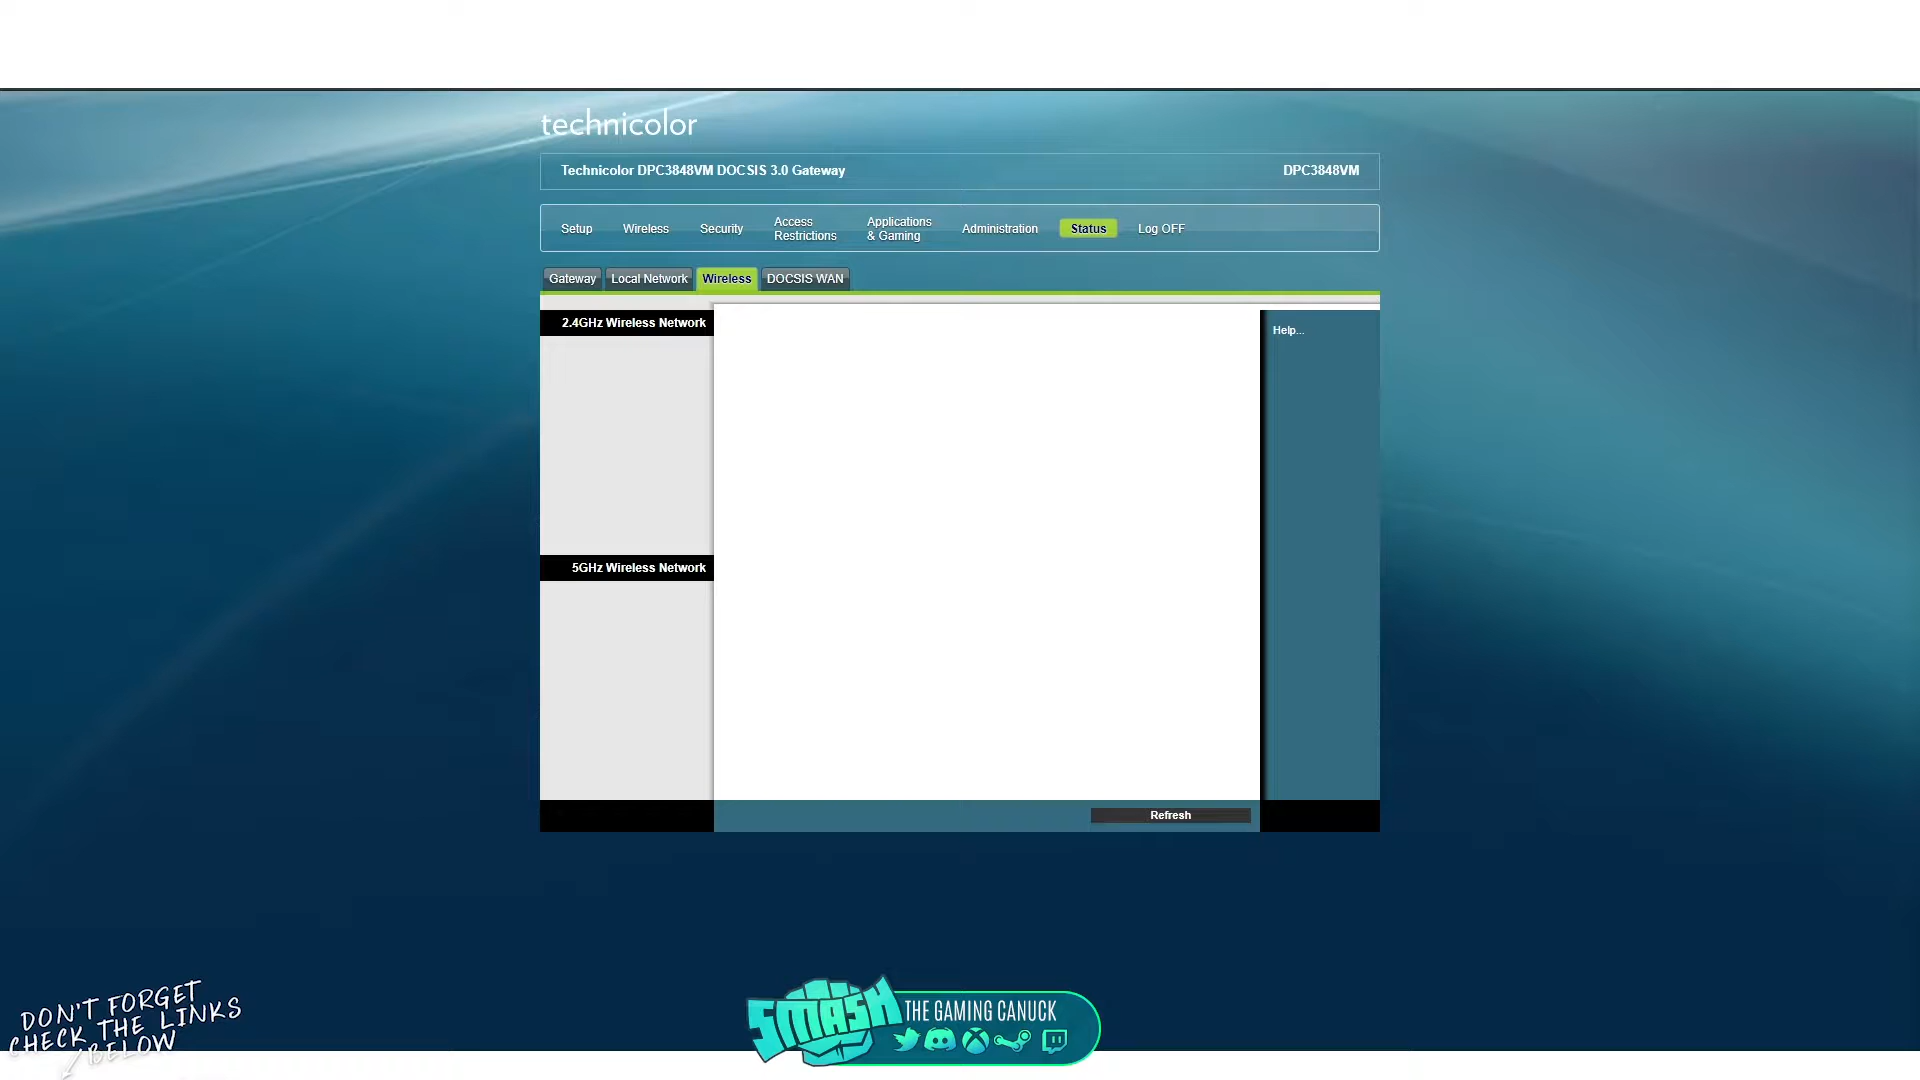 technicolor
Technicolor DPC3848VM DOCSIS 3.0 Gateway
DPC3848VM
Setup
Wireless
Security
Access
Restrictions
Applications
& Gaming
Administration
Status
Log OFF
Gateway
Local Network
Wireless
DOCSIS WAN
2.4GHz Wireless Network
Help...
5GHz Wireless Network
Refresh
DON'T FORGET
CHECK THE LINKS
BELOW
SMASH
THE GAMING CANUCK